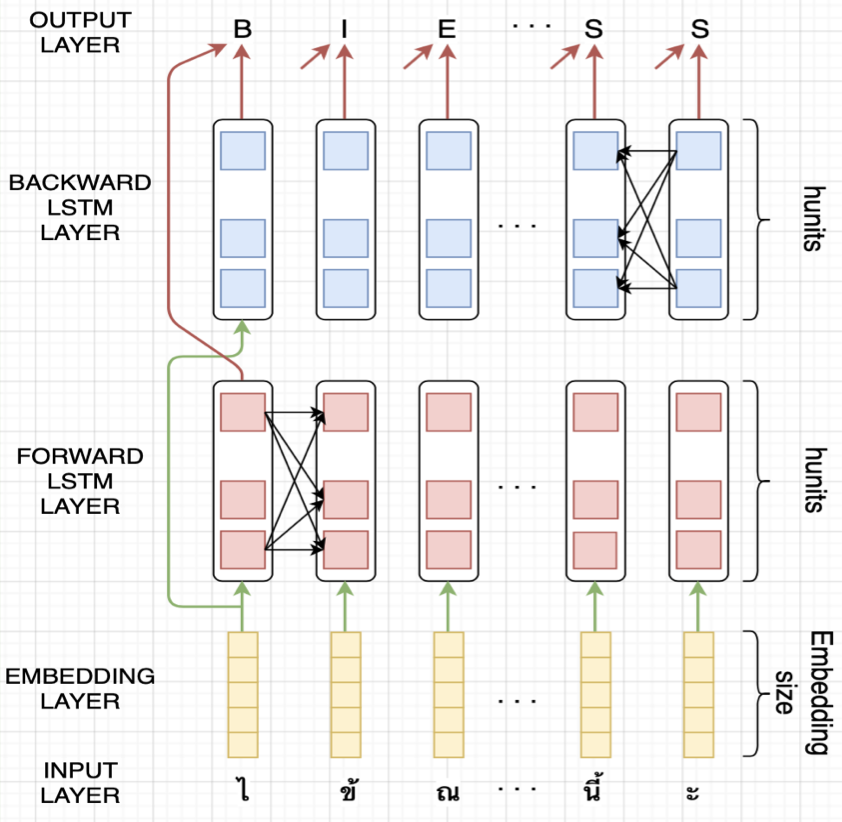 OUTPUT LAYER B I E ... S S
BACKWARD LSTM LAYER ... hunits
FORWARD LSTM LAYER ... hunits
EMBEDDING LAYER ... Embedding size
INPUT LAYER ไ ข้ ณ ... นี้ ะ